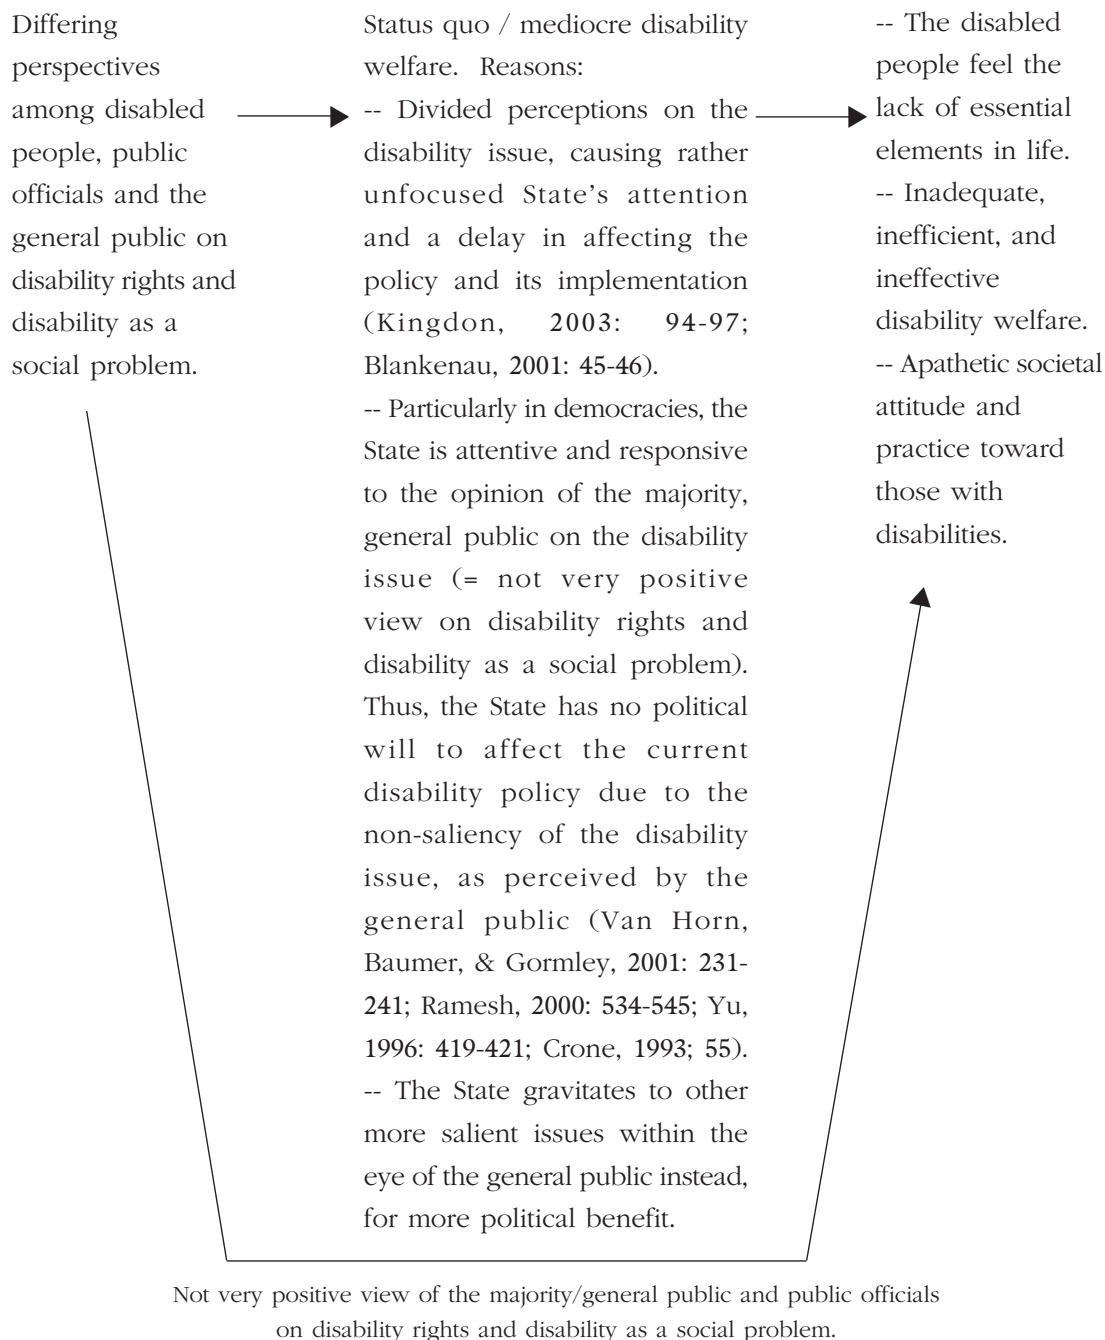 Differing
perspectives
among disabled
people, public
officials and the
general public on
disability rights and
disability as a
social problem.
Status quo / mediocre disability
welfare. Reasons:
-- Divided perceptions on the
disability issue, causing rather
unfocused State's attention
and a delay in affecting the
policy and its implementation
(Kingdon, 2003: 94-97;
Blankenau, 2001: 45-46).
-- Particularly in democracies, the
State is attentive and responsive
to the opinion of the majority,
general public on the disability
issue (= not very positive
view on disability rights and
disability as a social problem).
Thus, the State has no political
will to affect the current
disability policy due to the
non-saliency of the disability
issue, as perceived by the
general public (Van Horn,
Baumer, & Gormley, 2001: 231-
241; Ramesh, 2000: 534-545; Yu,
1996: 419-421; Crone, 1993; 55).
-- The State gravitates to other
more salient issues within the
eye of the general public instead,
for more political benefit.
-- The disabled
people feel the
lack of essential
elements in life.
-- Inadequate,
inefficient, and
ineffective
disability welfare.
-- Apathetic societal
attitude and
practice toward
those with
disabilities.
Not very positive view of the majority/general public and public officials
on disability rights and disability as a social problem.